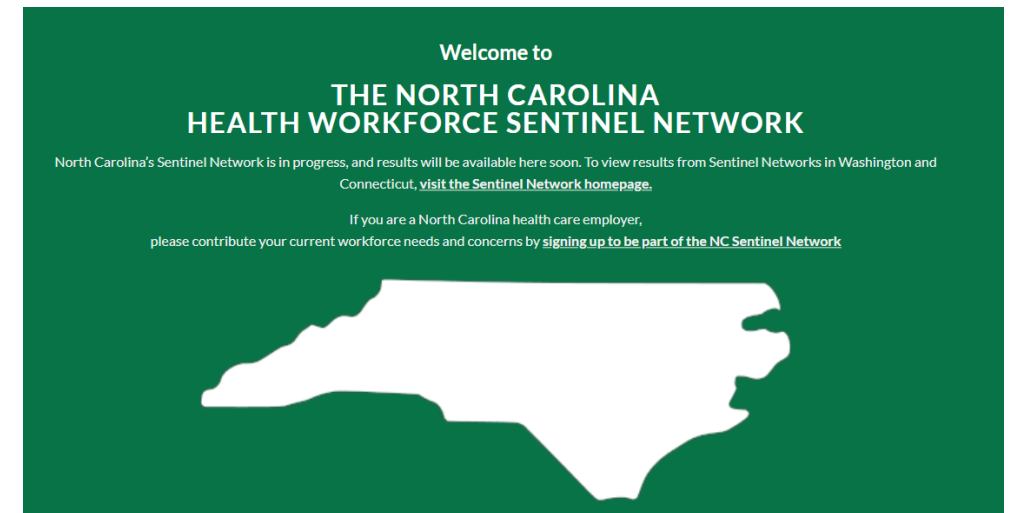 Welcome to
THE NORTH CAROLINA
HEALTH WORKFORCE SENTINEL NETWORK
North Carolina's Sentinel Network is in progress, and results will be available here soon. To view results from Sentinel Networks in Washington and
Connecticut, visit the Sentinel Network homepage.
If you are a North Carolina health care employer,
please contribute your current workforce needs and concerns by signing up to be part of the NC Sentinel Network